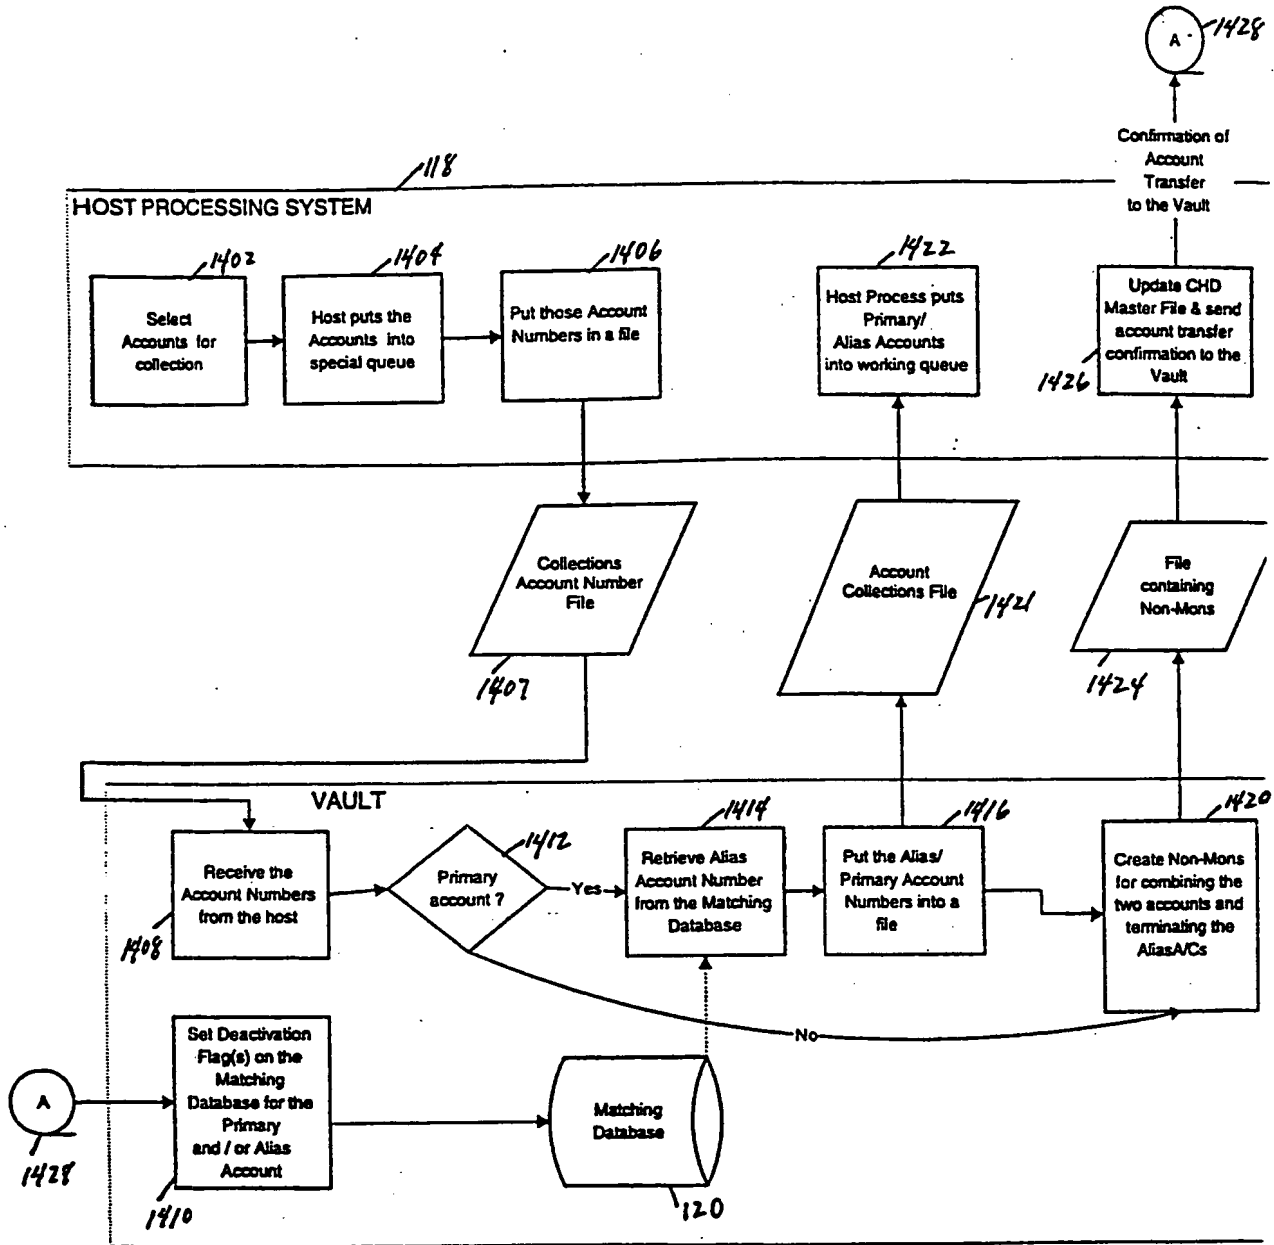 1428
A
Confirmation of
Account
Transfer
to the Vault
118
HOST PROCESSING SYSTEM
1402
Select
Accounts for
collection
1404
Host puts the
Accounts into
special queue
1406
Put those Account
Numbers in a file
1422
Host Process puts
Primary/
Alias Accounts
into working queue
Update CHD
Master File & send
account transfer
confirmation to the
Vault
1426
Collections
Account Number
File
1407
Account
Collections File
1421
File
containing
Non-Mons
1424
VAULT
Receive the
Account Numbers
from the host
1408
1412
Primary
account ?
Yes
No
1414
Retrieve Alias
Account Number
from the Matching
Database
1416
Put the Alias/
Primary Account
Numbers into a
file
1420
Create Non-Mons
for combining the
two accounts and
terminating the
AliasA/Cs
A
1428
Set Deactivation
Flag(s) on the
Matching
Database for the
Primary
and / or Alias
Account
1410
Matching
Database
120